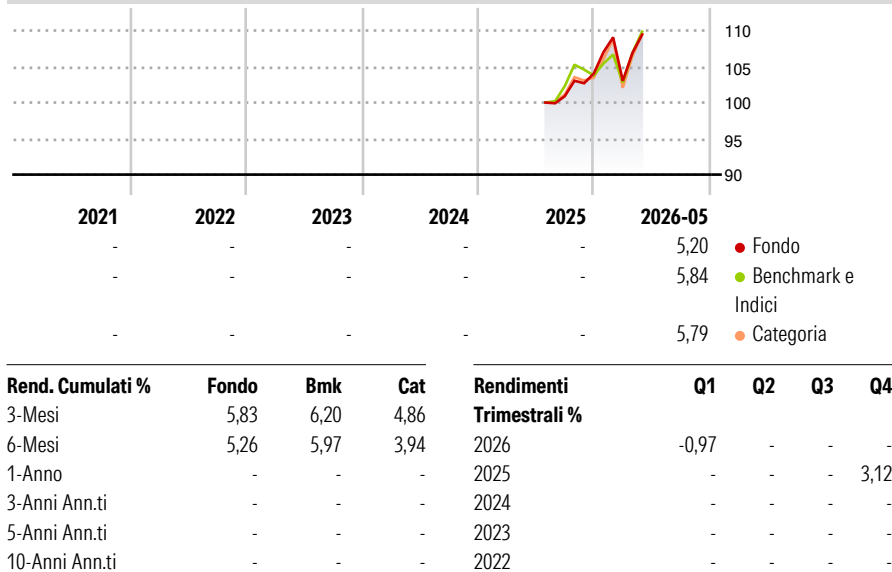 110
105
100
95
90
2021 2022 2023 2024 2025 2026-05
- - - - - 5,20 Fondo
- - - - - 5,84 Benchmark e
Indici
- - - - - 5,79 Categoria
Rend. Cumulati % Fondo Bmk Cat
3-Mesi 5,83 6,20 4,86
6-Mesi 5,26 5,97 3,94
1-Anno - - -
3-Anni Ann.ti - - -
5-Anni Ann.ti - - -
10-Anni Ann.ti - - -
Rendimenti Q1 Q2 Q3 Q4
Trimestrali %
2026 -0,97 - - -
2025 - - - 3,12
2024 - - - -
2023 - - - -
2022 - - - -